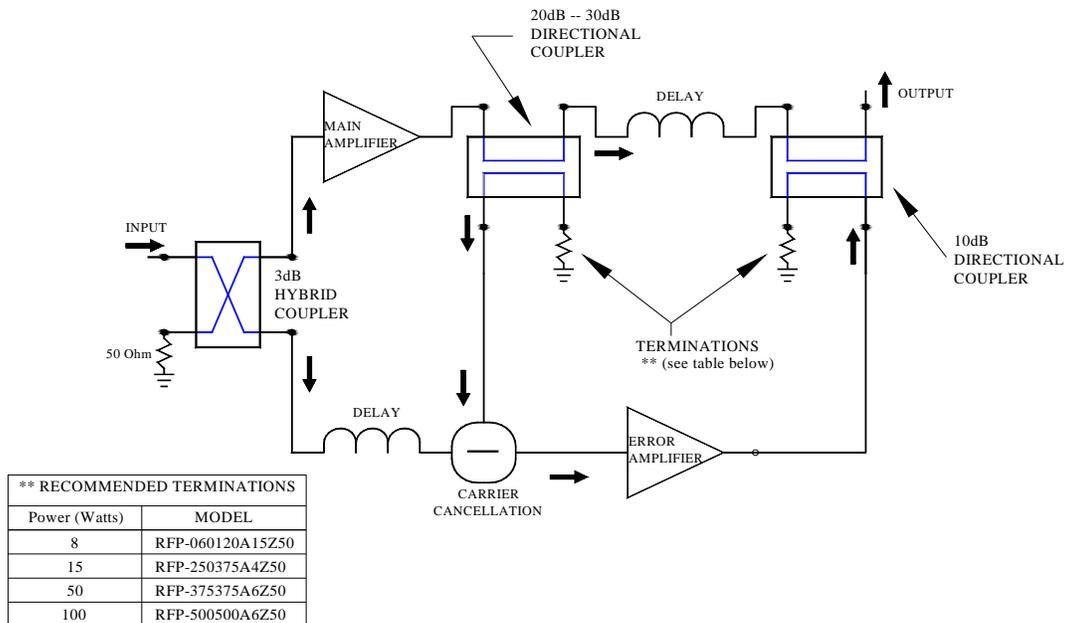 20dB -- 30dB
DIRECTIONAL
COUPLER
DELAY
OUTPUT
MAIN
AMPLIFIER
INPUT
3dB
HYBRID
COUPLER
10dB
DIRECTIONAL
COUPLER
50 Ohm
TERMINATIONS
** (see table below)
DELAY
ERROR
AMPLIFIER
CARRIER
CANCELLATION
** RECOMMENDED TERMINATIONS
Power (Watts) MODEL
8 RFP-060120A15Z50
15 RFP-250375A4Z50
50 RFP-375375A6Z50
100 RFP-500500A6Z50